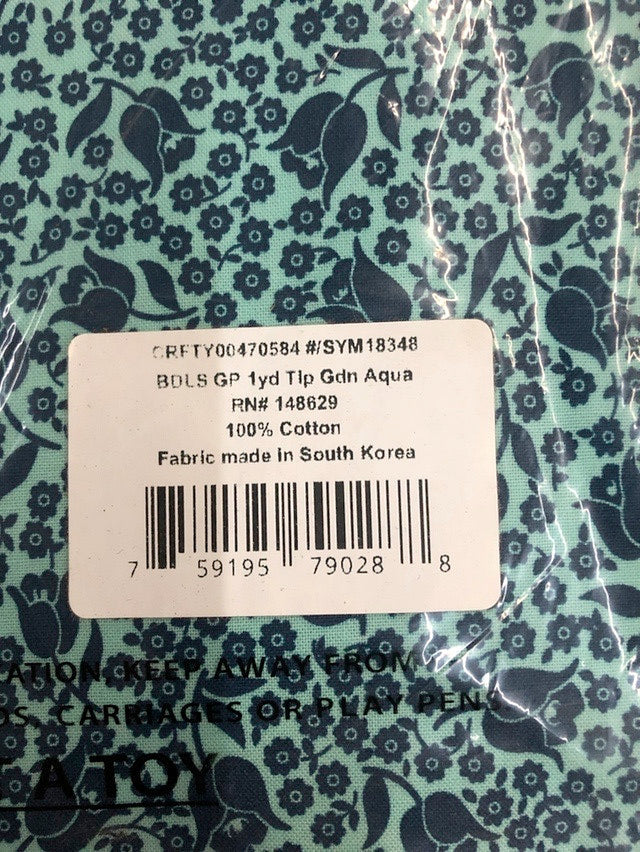 CRFTY00470584 #/SYM18348
BDLS GP 1yd Tlp Gdn Aqua
RN# 148629
100% Cotton
Fabric made in South Korea
7 59195 79028 8
ATION, KEEP AWAY FROM
OS, CARRIAGES OR PLAY PENS
T A TOY